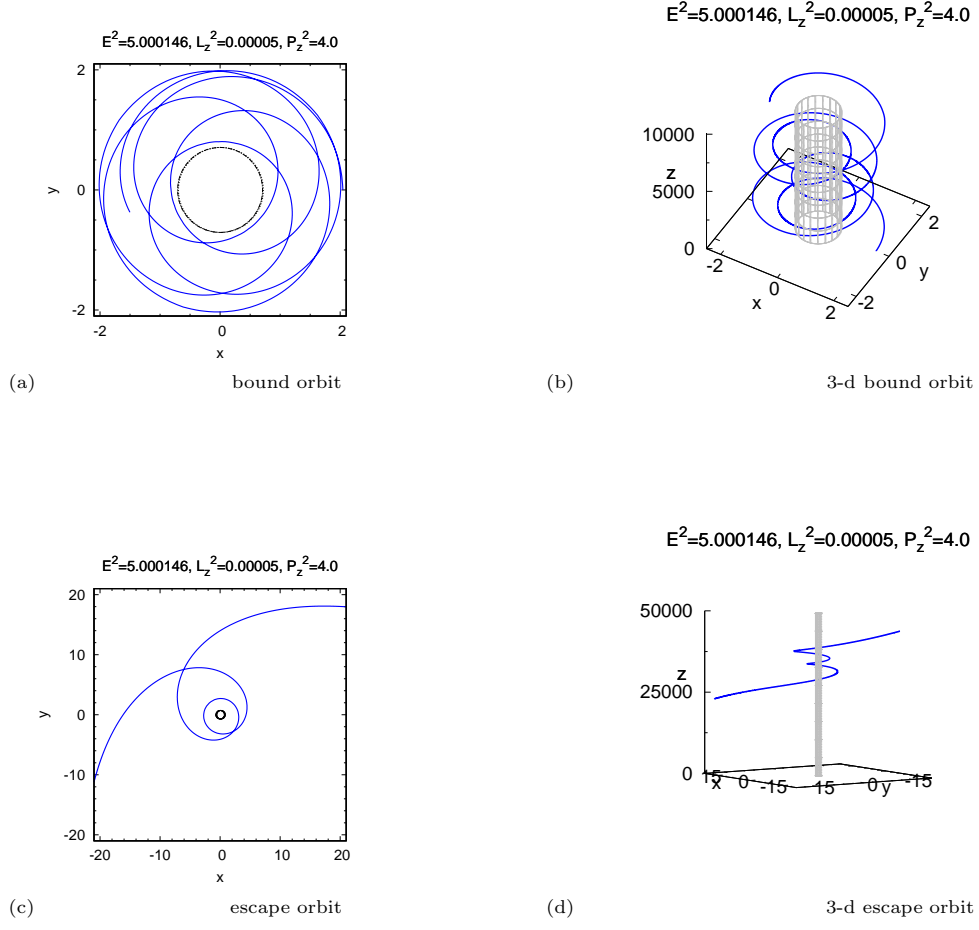 E²=5.000146, L_z²=0.00005, P_z²=4.0
2
0
-2
y
-2
0
2
x
(a)
bound orbit
E²=5.000146, L_z²=0.00005, P_z²=4.0
10000
z
5000
0
-2
0
2
x
-2
0
2
y
(b)
3-d bound orbit
E²=5.000146, L_z²=0.00005, P_z²=4.0
20
10
0
-10
-20
y
-20
-10
0
10
20
x
(c)
escape orbit
E²=5.000146, L_z²=0.00005, P_z²=4.0
50000
z
25000
0
15
x
0
-15
15
0
y
-15
(d)
3-d escape orbit